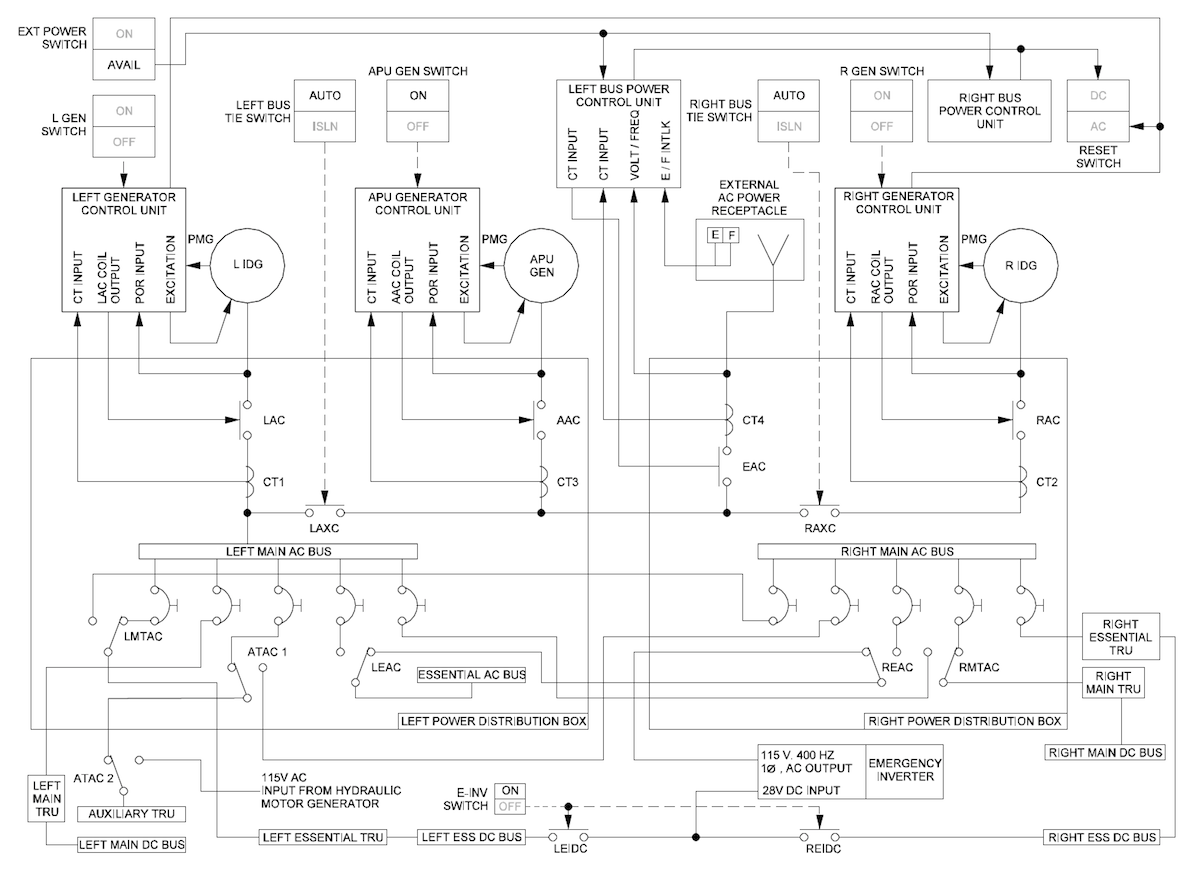 EXT POWER
SWITCH
ON
AVAIL
L GEN
SWITCH
ON
OFF
LEFT BUS
TIE SWITCH
AUTO
ISLN
APU GEN SWITCH
ON
OFF
LEFT BUS POWER
CONTROL UNIT
CT INPUT
CT INPUT
VOLT / FREQ
E / F INTLK
RIGHT BUS
TIE SWITCH
AUTO
ISLN
R GEN SWITCH
ON
OFF
RIGHT BUS
POWER CONTROL
UNIT
DC
AC
RESET
SWITCH
LEFT GENERATOR
CONTROL UNIT
CT INPUT
LAC COIL
OUTPUT
POR INPUT
EXCITATION
PMG
L IDG
APU GENERATOR
CONTROL UNIT
CT INPUT
AAC COIL
OUTPUT
POR INPUT
EXCITATION
PMG
APU
GEN
EXTERNAL
AC POWER
RECEPTACLE
E
F
RIGHT GENERATOR
CONTROL UNIT
CT INPUT
RAC COIL
OUTPUT
POR INPUT
EXCITATION
PMG
R IDG
LAC
AAC
CT4
RAC
CT1
CT3
EAC
CT2
LAXC
RAXC
LEFT MAIN AC BUS
RIGHT MAIN AC BUS
LMTAC
ATAC 1
LEAC
ESSENTIAL AC BUS
REAC
RMTAC
RIGHT
ESSENTIAL
TRU
RIGHT
MAIN TRU
LEFT POWER DISTRIBUTION BOX
RIGHT POWER DISTRIBUTION BOX
RIGHT MAIN DC BUS
ATAC 2
LEFT
MAIN
TRU
AUXILIARY TRU
LEFT MAIN DC BUS
115V AC
INPUT FROM HYDRAULIC
MOTOR GENERATOR
E-INV
SWITCH
ON
OFF
115 V. 400 HZ
1Ø , AC OUTPUT
28V DC INPUT
EMERGENCY
INVERTER
LEFT ESSENTIAL TRU
LEFT ESS DC BUS
LEIDC
REIDC
RIGHT ESS DC BUS